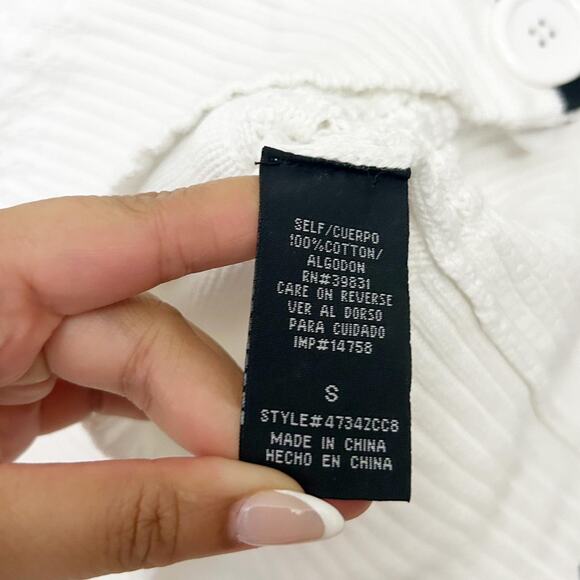 SELF/CUERPO
100%COTTON/
ALGODON
RN#39831
CARE ON REVERSE
VER AL DORSO
PARA CUIDADO
IMP#14758
S
STYLE#4734ZCC8
MADE IN CHINA
HECHO EN CHINA